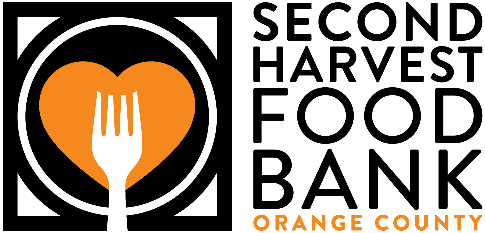 SECOND
HARVEST
FOOD
BANK
ORANGE COUNTY